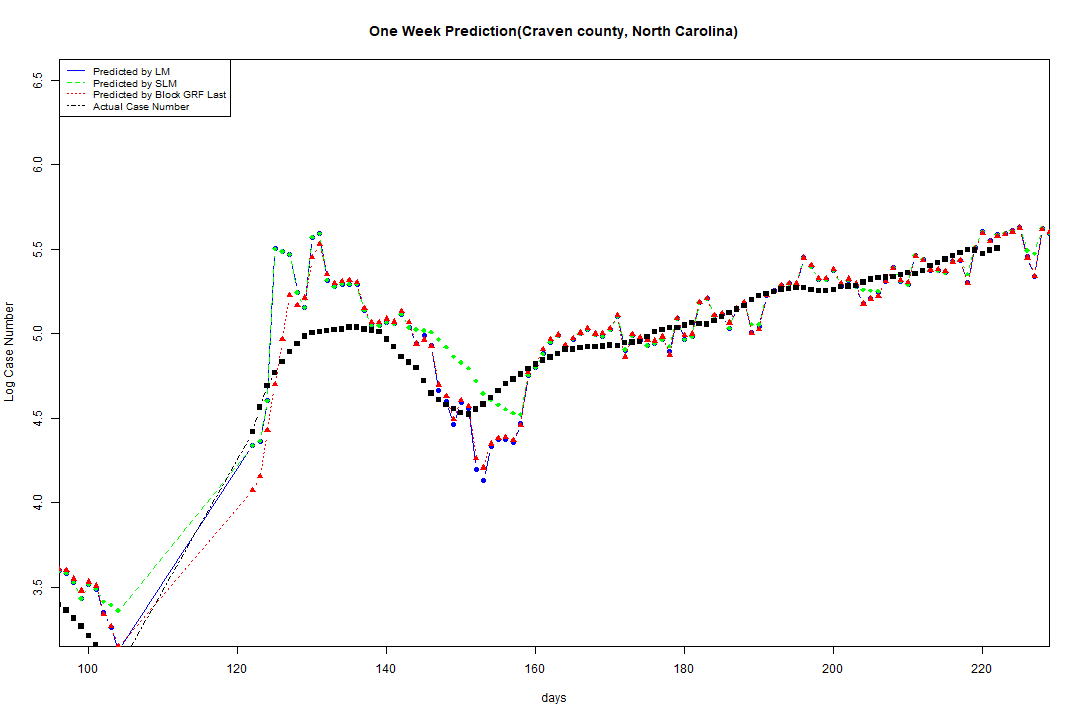 One Week Prediction(Craven county, North Carolina)
Predicted by LM
Predicted by SLM
Predicted by Block GRF Last
Actual Case Number
Log Case Number
6.5
6.0
5.5
5.0
4.5
4.0
3.5
100 120 140 160 180 200 220
days